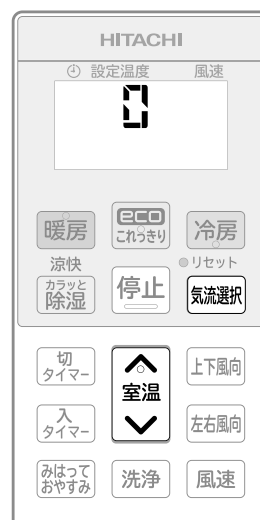 HITACHI
設定温度 風速
0
暖房
eco
これっきり
冷房
涼快
カラッと
除湿
停止
リセット
気流選択
切
タイマー
室温
上下風向
入
タイマー
左右風向
みはって
おやすみ
洗浄
風速